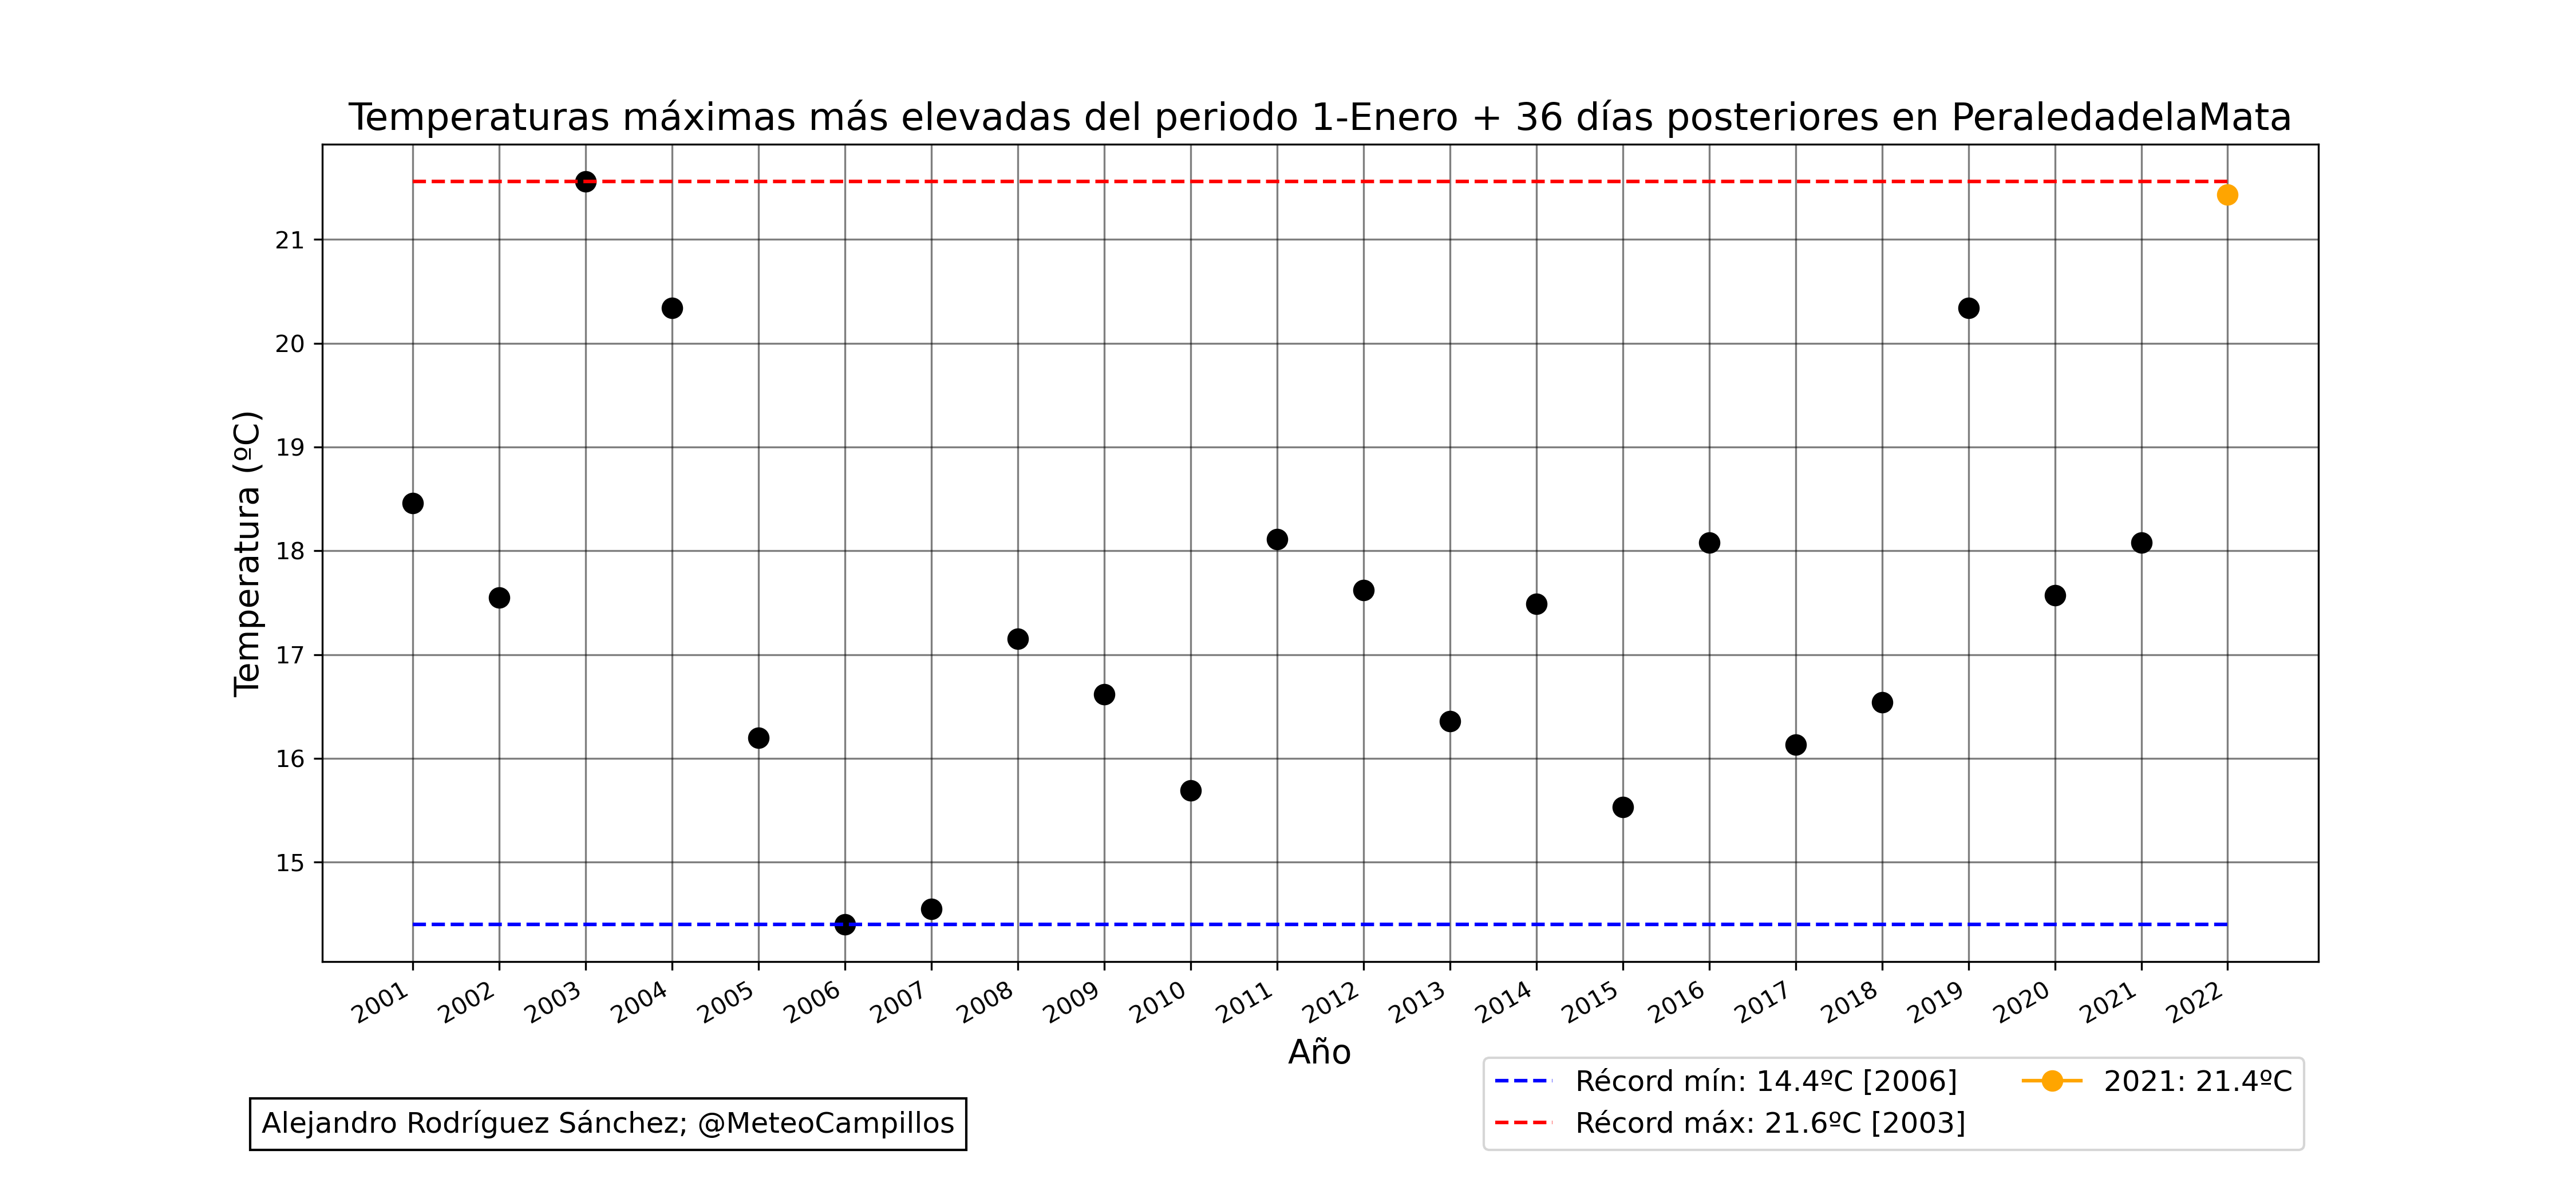 Temperaturas máximas más elevadas del periodo 1-Enero + 36 días posteriores en PeraledadelaMata
Temperatura (ºC)
21
20
19
18
17
16
15
2001 2002 2003 2004 2005 2006 2007 2008 2009 2010 2011 2012 2013 2014 2015 2016 2017 2018 2019 2020 2021 2022
Año
Récord mín: 14.4ºC [2006]
Récord máx: 21.6ºC [2003]
2021: 21.4ºC
Alejandro Rodríguez Sánchez; @MeteoCampillos